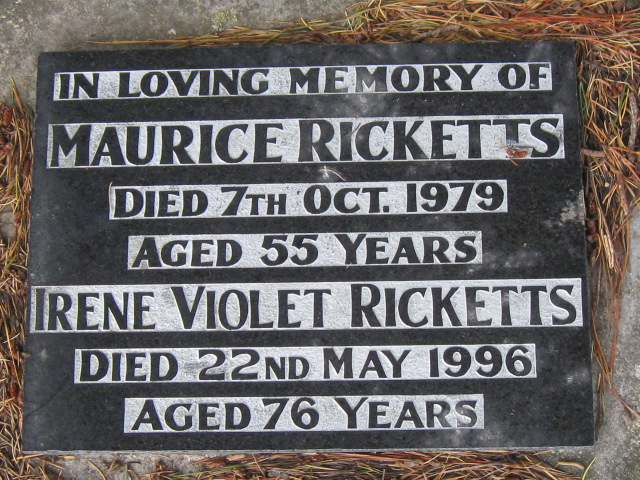 IN LOVING MEMORY OF
MAURICE RICKETTS
DIED 7TH OCT. 1979
AGED 55 YEARS
IRENE VIOLET RICKETTS
DIED 22ND MAY 1996
AGED 76 YEARS